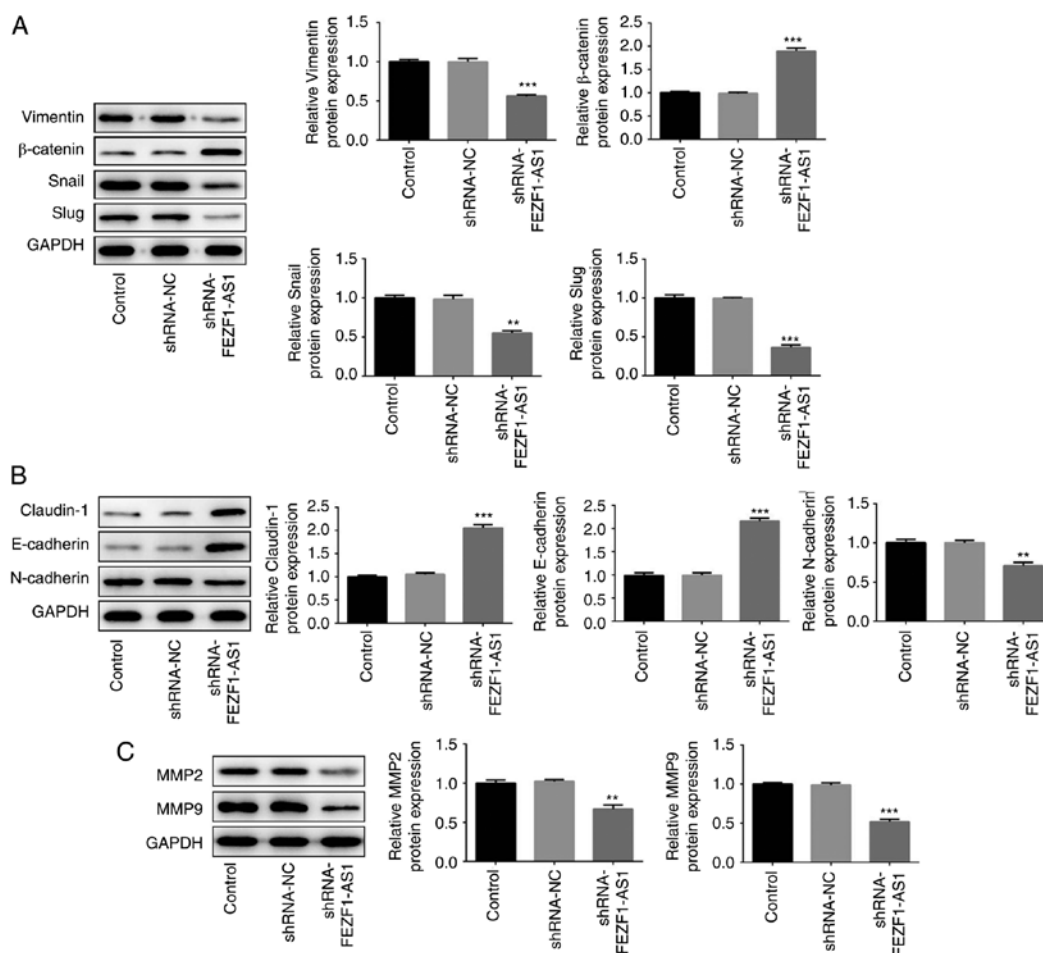 A
Vimentin
β-catenin
Snail
Slug
GAPDH
Control
shRNA-NC
shRNA-
FEZF1-AS1
Relative Vimentin
protein expression
1.5
1.0
0.5
0.0
***
Control
shRNA-NC
shRNA-
FEZF1-AS1
Relative β-catenin
protein expression
2.5
2.0
1.5
1.0
0.5
0.0
***
Control
shRNA-NC
shRNA-
FEZF1-AS1
Relative Snail
protein expression
1.5
1.0
0.5
0.0
**
Control
shRNA-NC
shRNA-
FEZF1-AS1
Relative Slug
protein expression
1.5
1.0
0.5
0.0
***
Control
shRNA-NC
shRNA-
FEZF1-AS1
B
Claudin-1
E-cadherin
N-cadherin
GAPDH
Control
shRNA-NC
shRNA-
FEZF1-AS1
Relative Claudin-1
protein expression
2.5
2.0
1.5
1.0
0.5
0.0
***
Control
shRNA-NC
shRNA-
FEZF1-AS1
Relative E-cadherin
protein expression
2.5
2.0
1.5
1.0
0.5
0.0
***
Control
shRNA-NC
shRNA-
FEZF1-AS1
Relative N-cadherin
protein expression
1.5
1.0
0.5
0.0
**
Control
shRNA-NC
shRNA-
FEZF1-AS1
C
MMP2
MMP9
GAPDH
Control
shRNA-NC
shRNA-
FEZF1-AS1
Relative MMP2
protein expression
1.5
1.0
0.5
0.0
**
Control
shRNA-NC
shRNA-
FEZF1-AS1
Relative MMP9
protein expression
1.5
1.0
0.5
0.0
***
Control
shRNA-NC
shRNA-
FEZF1-AS1